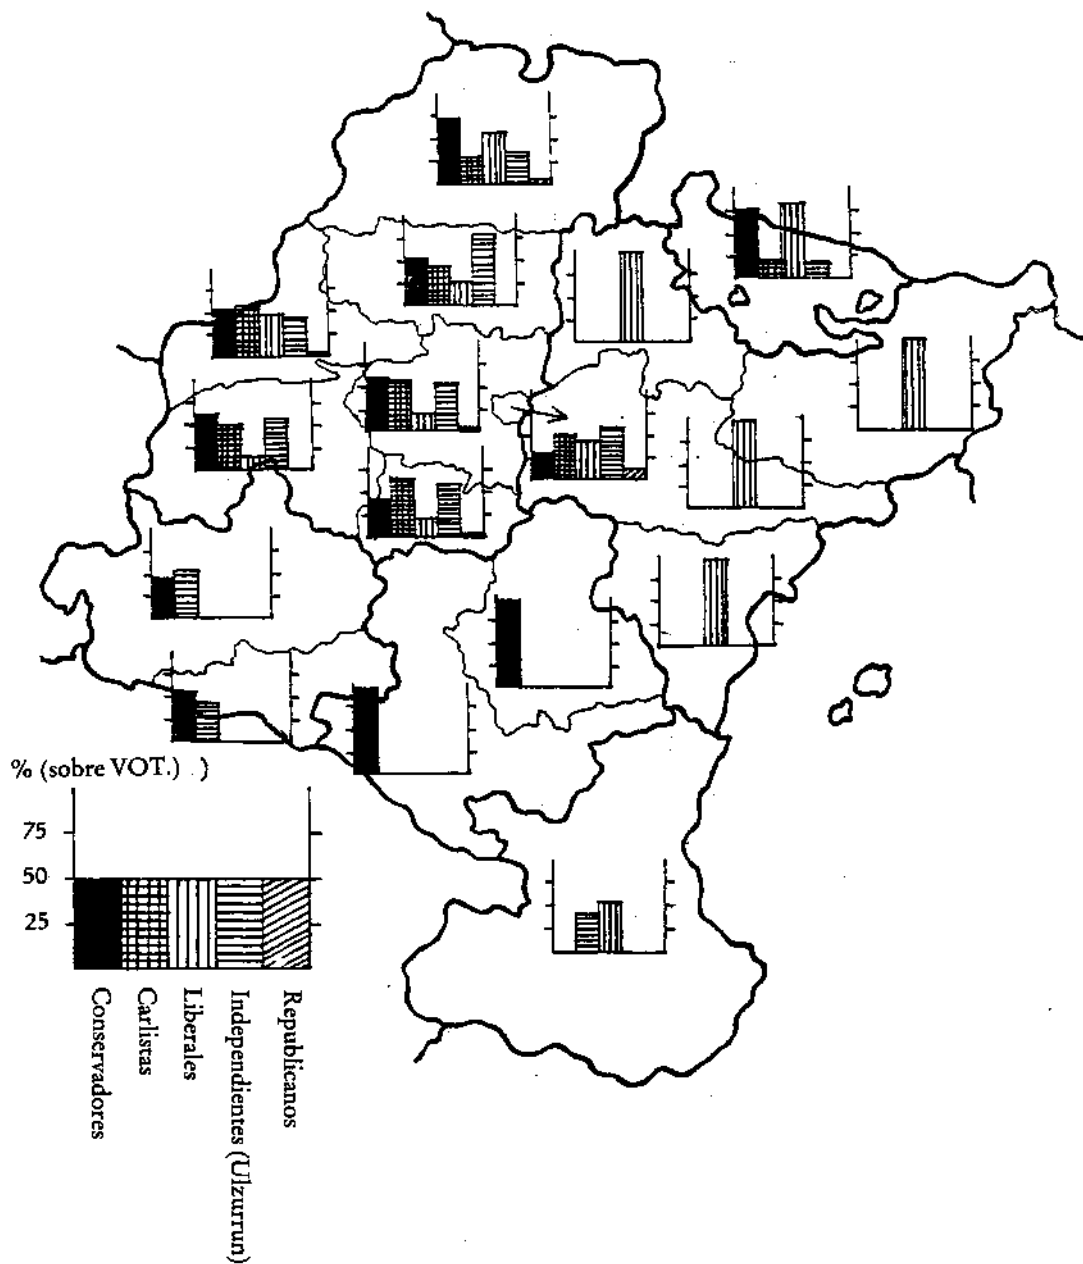 % (sobre VOT.) . )
75
50
25
Conservadores
Carlistas
Liberales
Independientes (Ulzurrun)
Republicanos